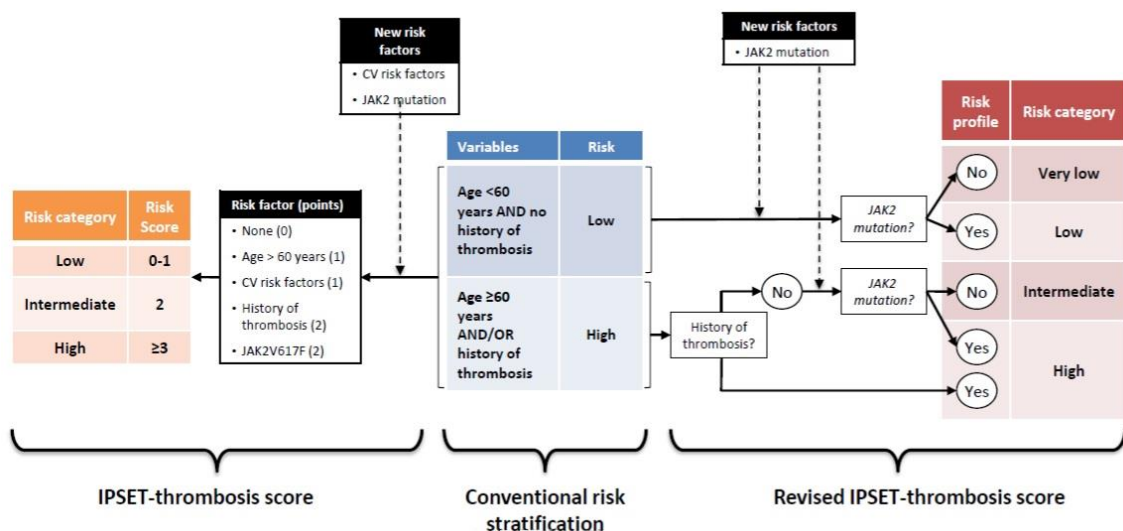 New risk
factors
• CV risk factors
• JAK2 mutation
New risk factors
• JAK2 mutation
Risk category
Risk
Score
Low
0-1
Intermediate
2
High
≥3
Risk factor (points)
• None (0)
• Age > 60 years (1)
• CV risk factors (1)
• History of
thrombosis (2)
• JAK2V617F (2)
Variables
Risk
Age <60
years AND no
history of
thrombosis
Low
Age ≥60
years
AND/OR
history of
thrombosis
High
History of
thrombosis?
No
JAK2
mutation?
JAK2
mutation?
Risk
profile
Risk category
No
Very low
Yes
Low
No
Intermediate
Yes
Yes
High
IPSET-thrombosis score
Conventional risk
stratification
Revised IPSET-thrombosis score